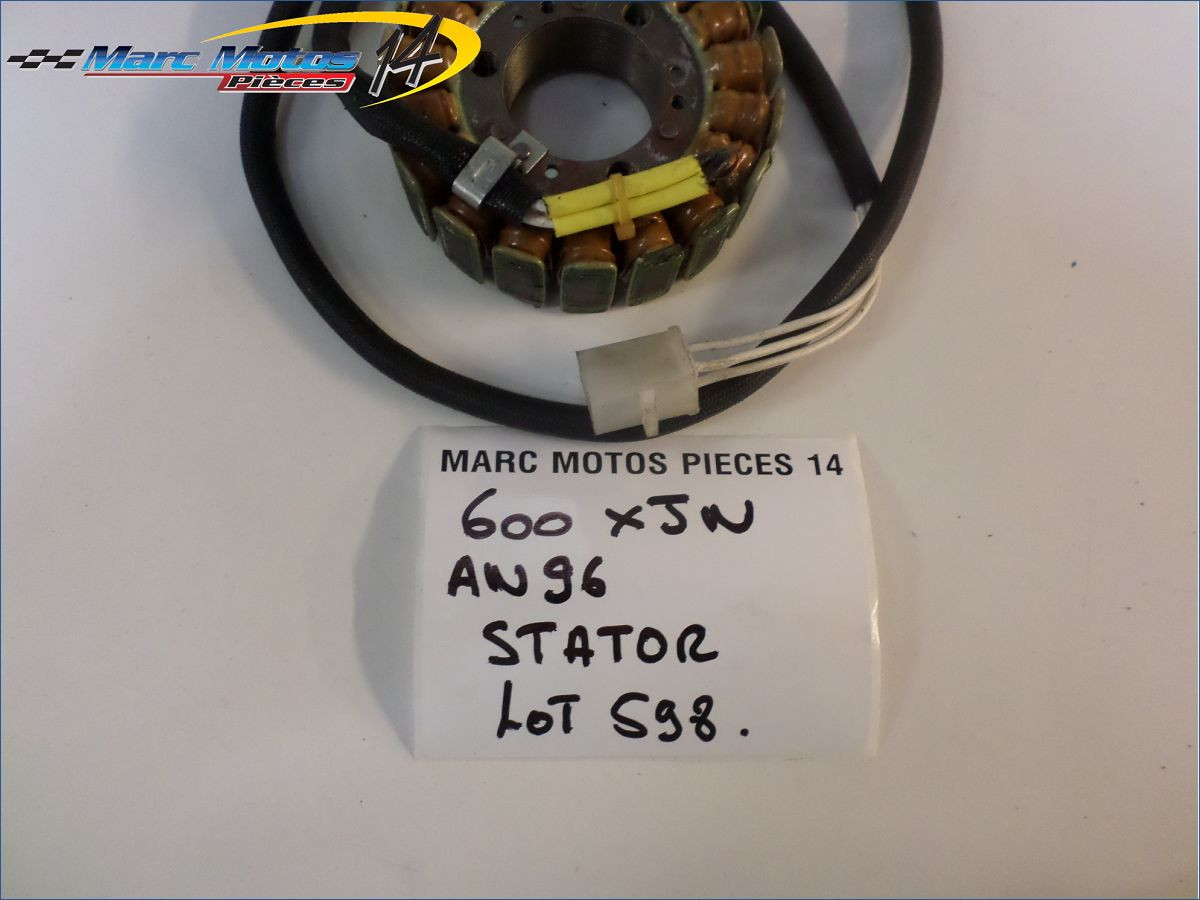 Marc Motos 14
Pièces
MARC MOTOS PIECES 14
600 XJN
AN 96
STATOR
LOT 598.